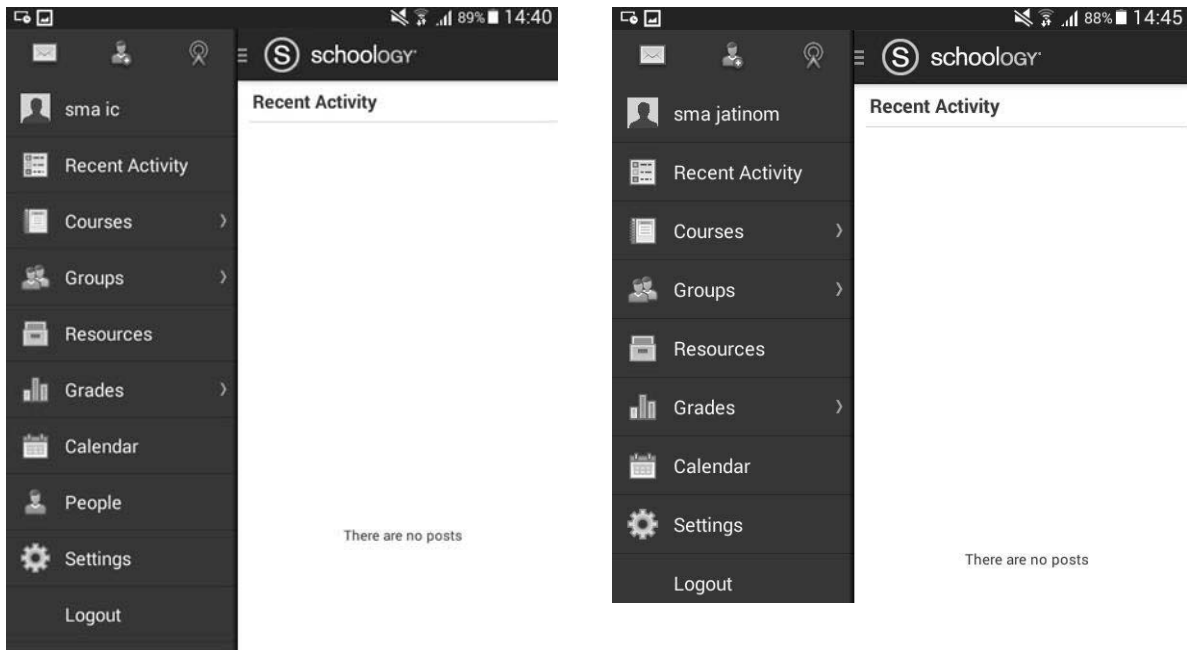 89% 14:40
schoology
sma ic
Recent Activity
Recent Activity
Courses
Groups
Resources
Grades
Calendar
People
Settings
There are no posts
Logout
88% 14:45
schoology
sma jatinom
Recent Activity
Recent Activity
Courses
Groups
Resources
Grades
Calendar
Settings
There are no posts
Logout